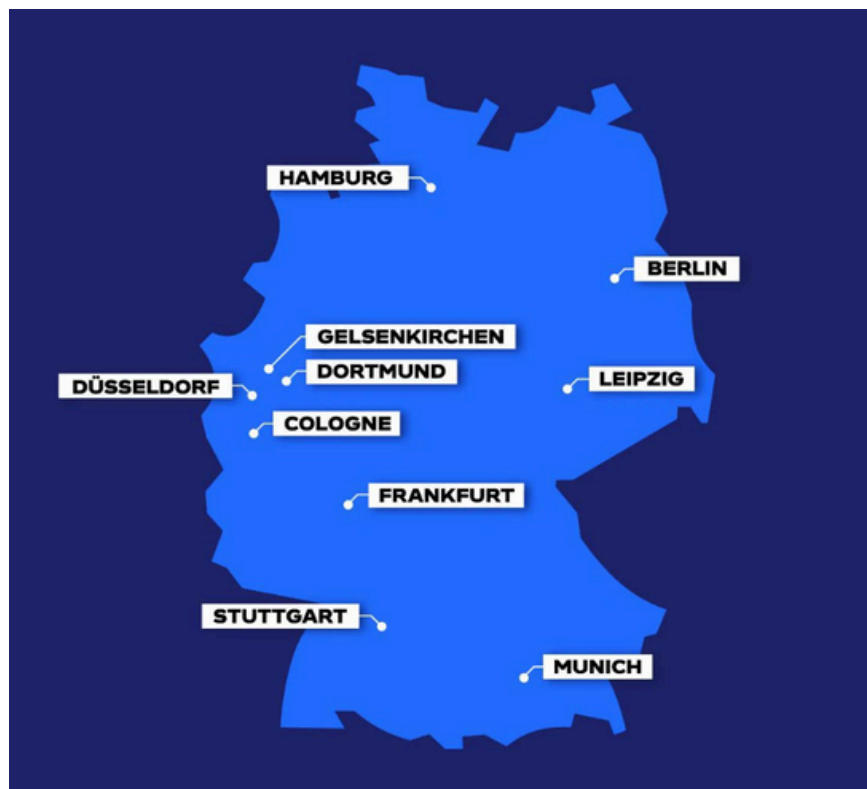 HAMBURG
BERLIN
GELSENKIRCHEN
DORTMUND
DÜSSELDORF
LEIPZIG
COLOGNE
FRANKFURT
STUTTGART
MUNICH